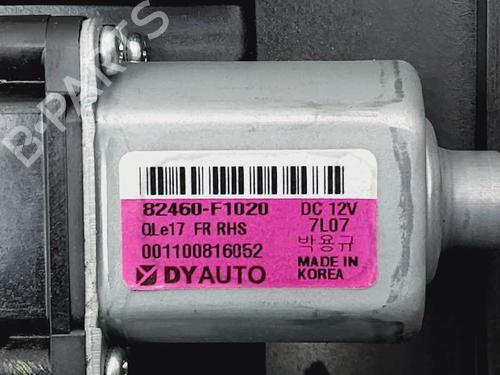 B-PARTS
82460-F1020 DC 12V
QLe17 FR RHS 7L07
001100816052 박용규
DYAUTO MADE IN
KOREA